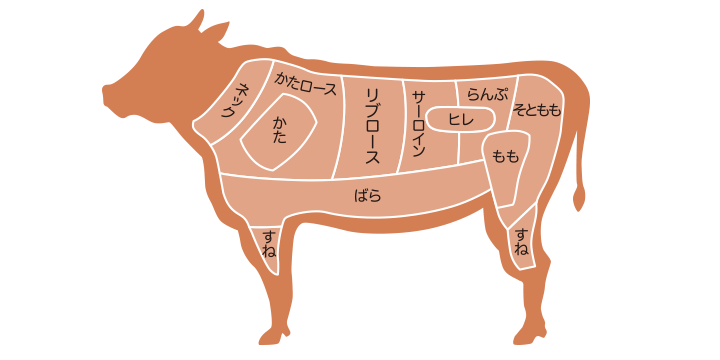 ネック
かたロース
かた
リブロース
サーロイン
らんぷ
ヒレ
そともも
もも
ばら
すね
すね